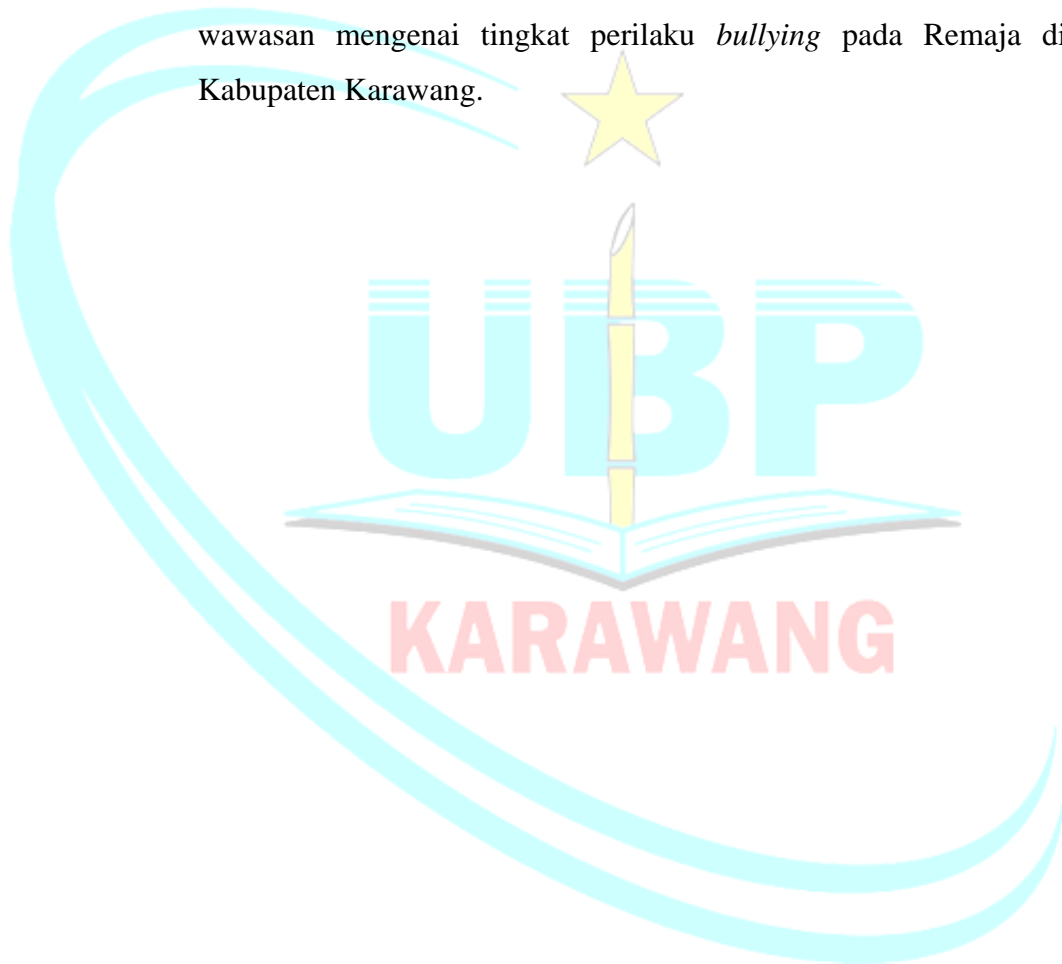 wawasan mengenai tingkat perilaku bullying pada Remaja di
Kabupaten Karawang.
UBP
KARAWANG